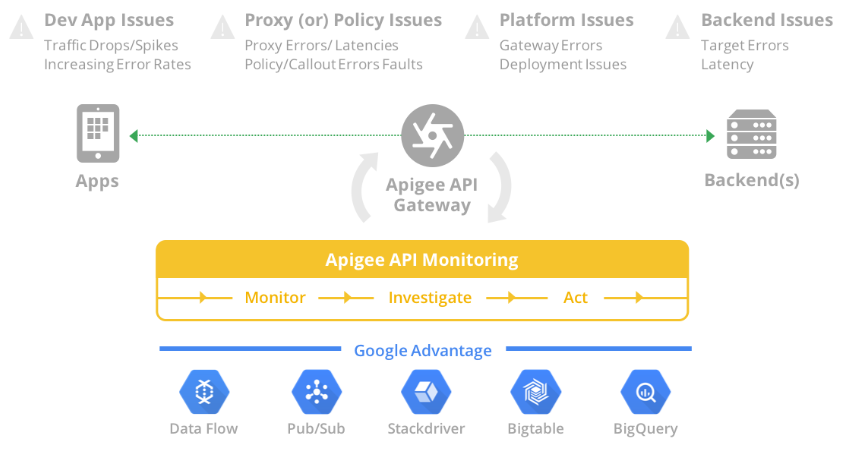 Dev App Issues
Traffic Drops/Spikes
Increasing Error Rates
Proxy (or) Policy Issues
Proxy Errors/ Latencies
Policy/Callout Errors Faults
Platform Issues
Gateway Errors
Deployment Issues
Backend Issues
Target Errors
Latency
Apps
Apigee API
Gateway
Backend(s)
Apigee API Monitoring
Monitor
Investigate
Act
Google Advantage
Data Flow
Pub/Sub
Stackdriver
Bigtable
BigQuery